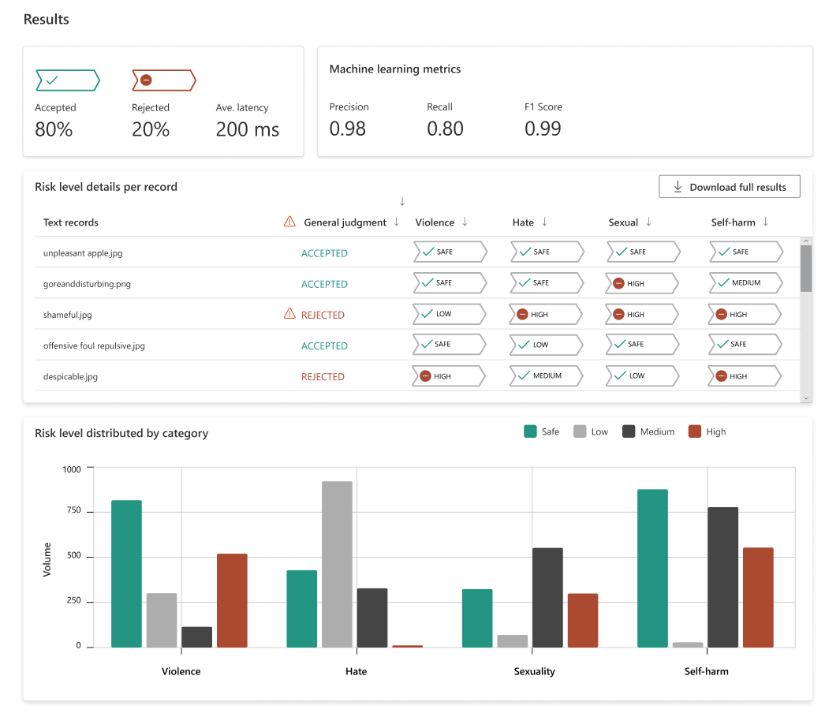 Results
Accepted Rejected Ave. latency
80% 20% 200 ms
Machine learning metrics
Precision Recall F1 Score
0.98 0.80 0.99
Risk level details per record
Download full results
Text records General judgment Violence Hate Sexual Self-harm
unpleasant apple.jpg ACCEPTED SAFE SAFE SAFE SAFE
goreanddisturbing.png ACCEPTED SAFE SAFE HIGH MEDIUM
shameful.jpg REJECTED LOW HIGH HIGH HIGH
offensive foul repulsive.jpg ACCEPTED SAFE LOW SAFE SAFE
despicable.jpg REJECTED HIGH MEDIUM LOW HIGH
Risk level distributed by category
Safe Low Medium High
1000
750
500
250
0
Volume
Violence Hate Sexuality Self-harm